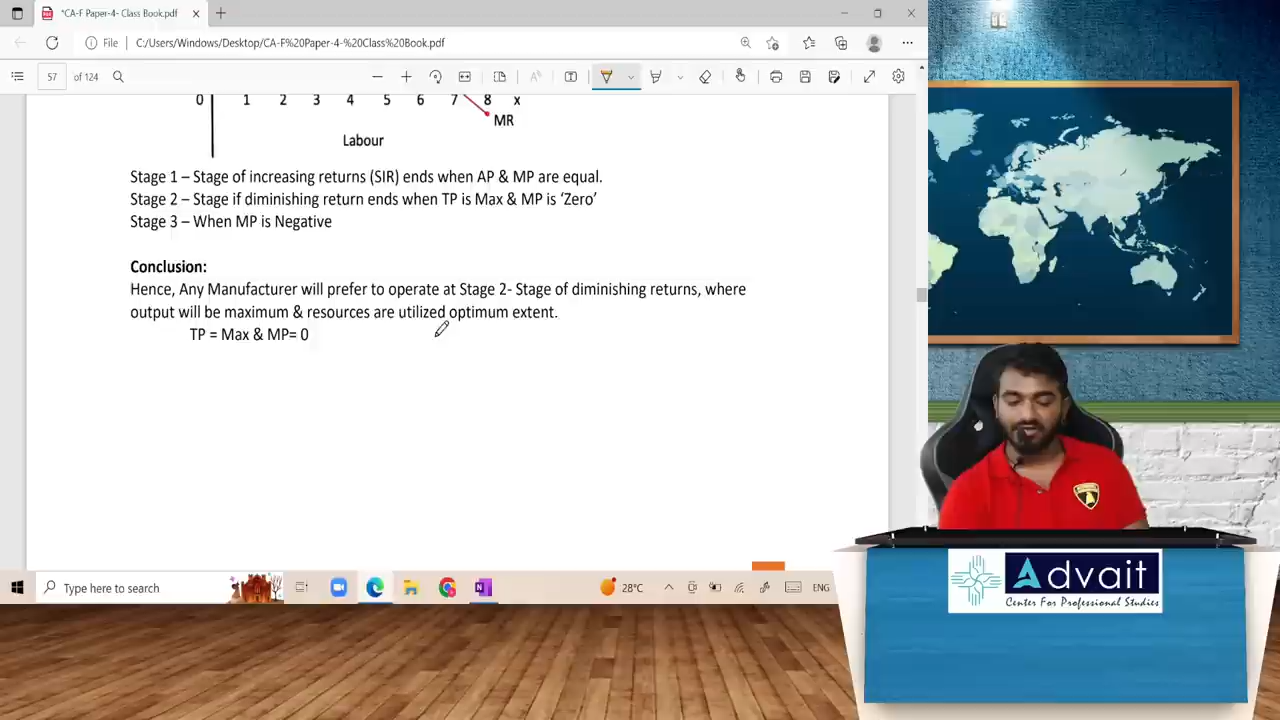 *CA-F Paper-4- Class Book.pdf
File
C:/Users/Windows/Desktop/CA-F%20Paper-4-%20Class%20Book.pdf
57 of 124
0 1 2 3 4 5 6 7 8 x
MR
Labour
Stage 1 – Stage of increasing returns (SIR) ends when AP & MP are equal.
Stage 2 – Stage if diminishing return ends when TP is Max & MP is ‘Zero’
Stage 3 – When MP is Negative
Conclusion:
Hence, Any Manufacturer will prefer to operate at Stage 2- Stage of diminishing returns, where
output will be maximum & resources are utilized optimum extent.
TP = Max & MP= 0
Type here to search
28°C
ENG
Advait
Center For Professional Studies